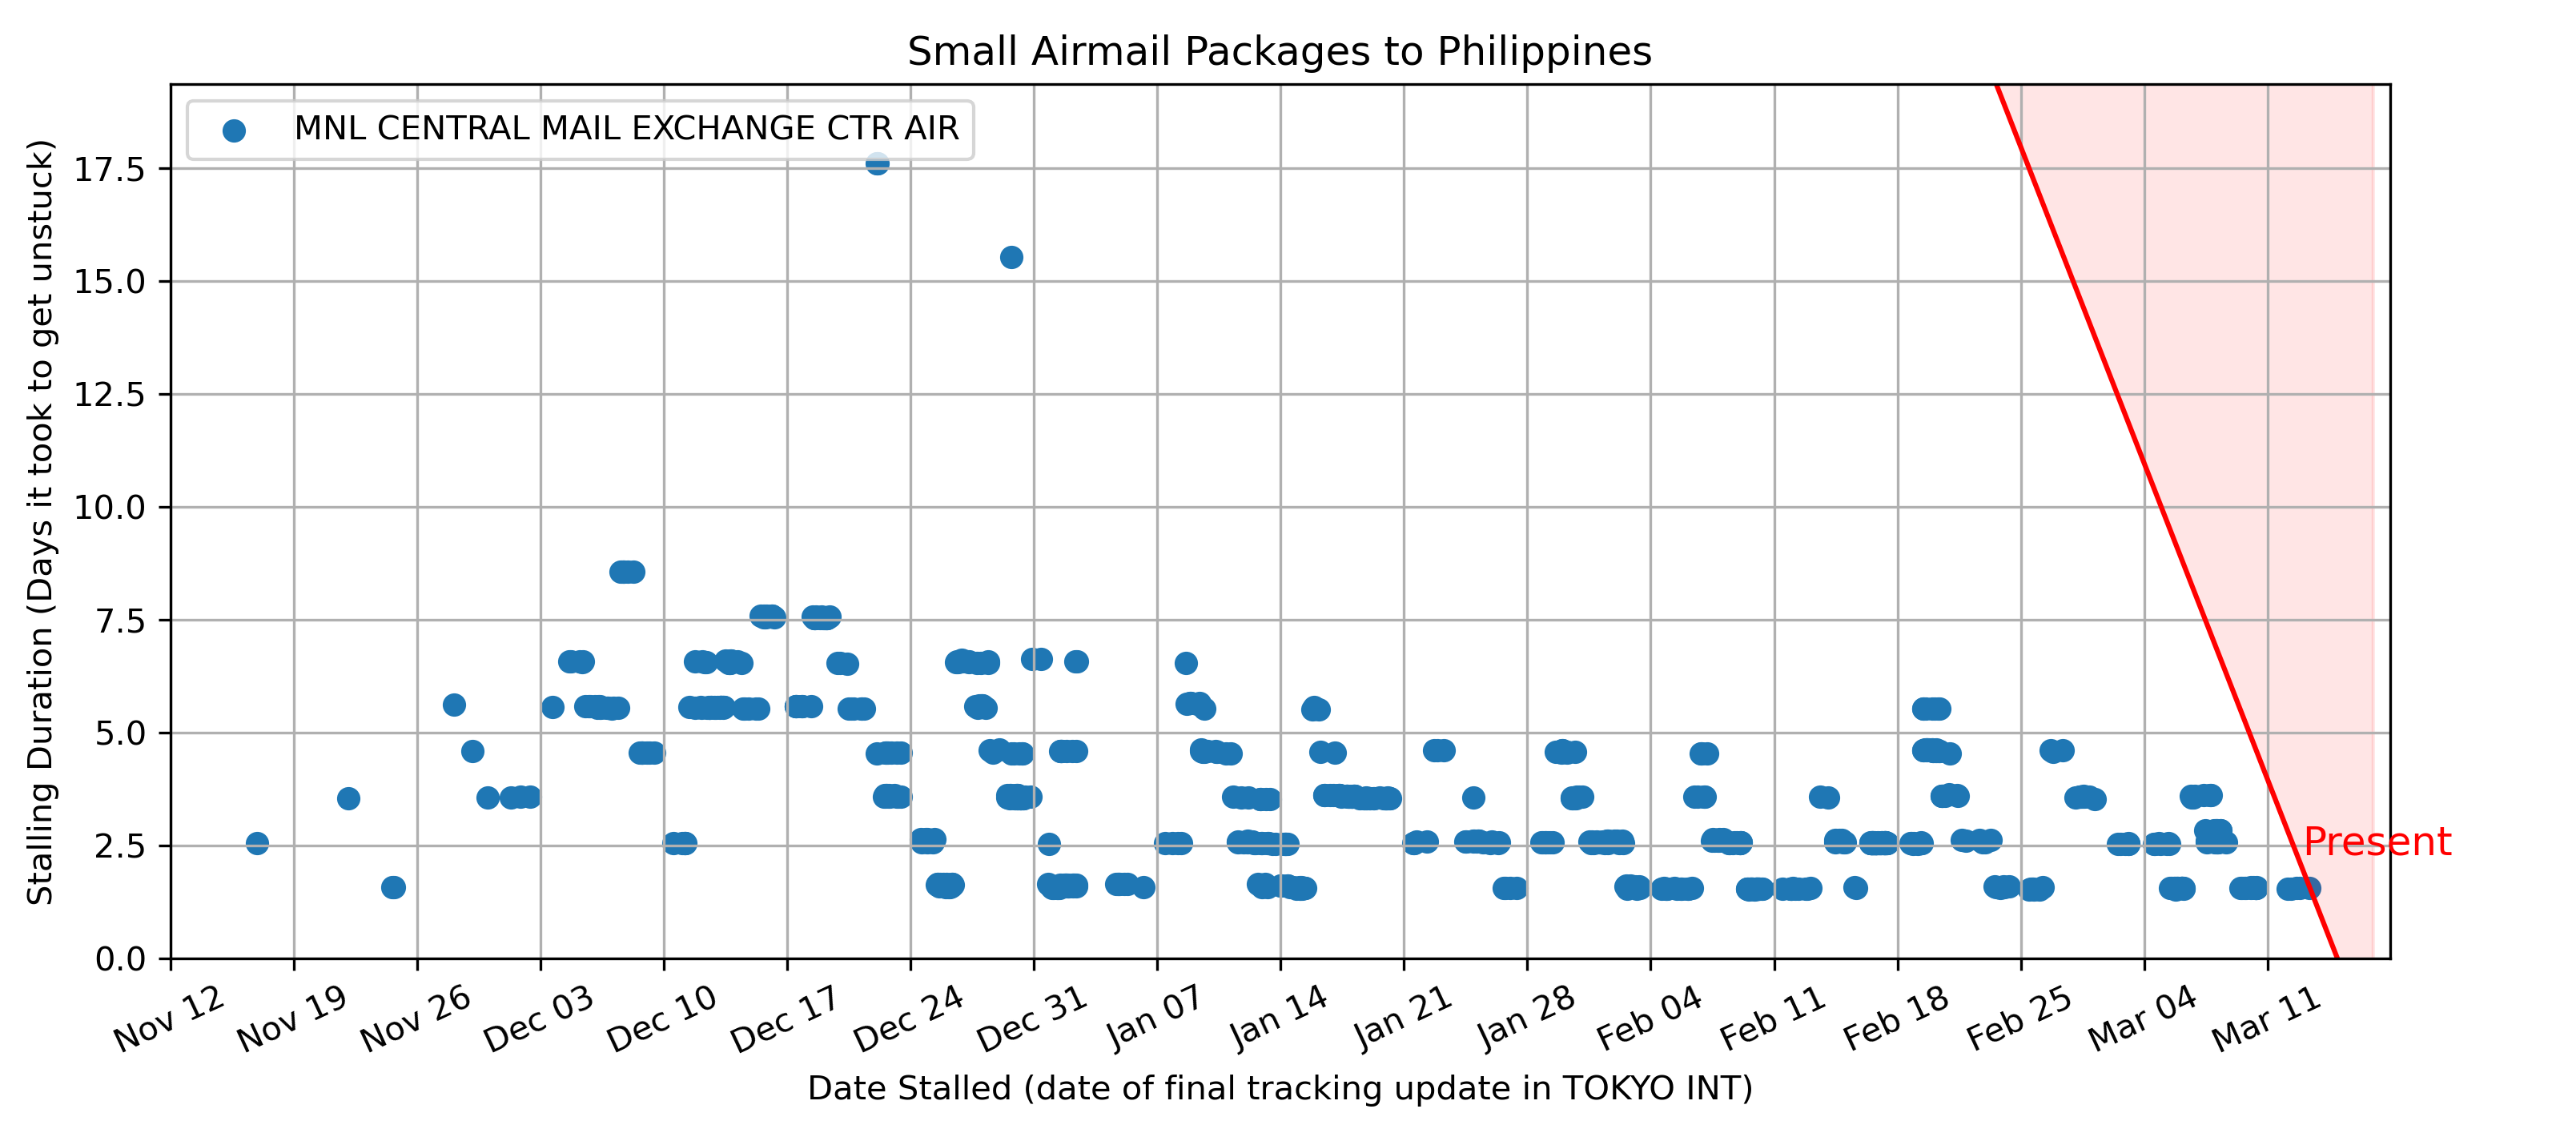 Small Airmail Packages to Philippines
MNL CENTRAL MAIL EXCHANGE CTR AIR
Stalling Duration (Days it took to get unstuck)
17.5
15.0
12.5
10.0
7.5
5.0
2.5
0.0
Present
Nov 12
Nov 19
Nov 26
Dec 03
Dec 10
Dec 17
Dec 24
Dec 31
Jan 07
Jan 14
Jan 21
Jan 28
Feb 04
Feb 11
Feb 18
Feb 25
Mar 04
Mar 11
Date Stalled (date of final tracking update in TOKYO INT)